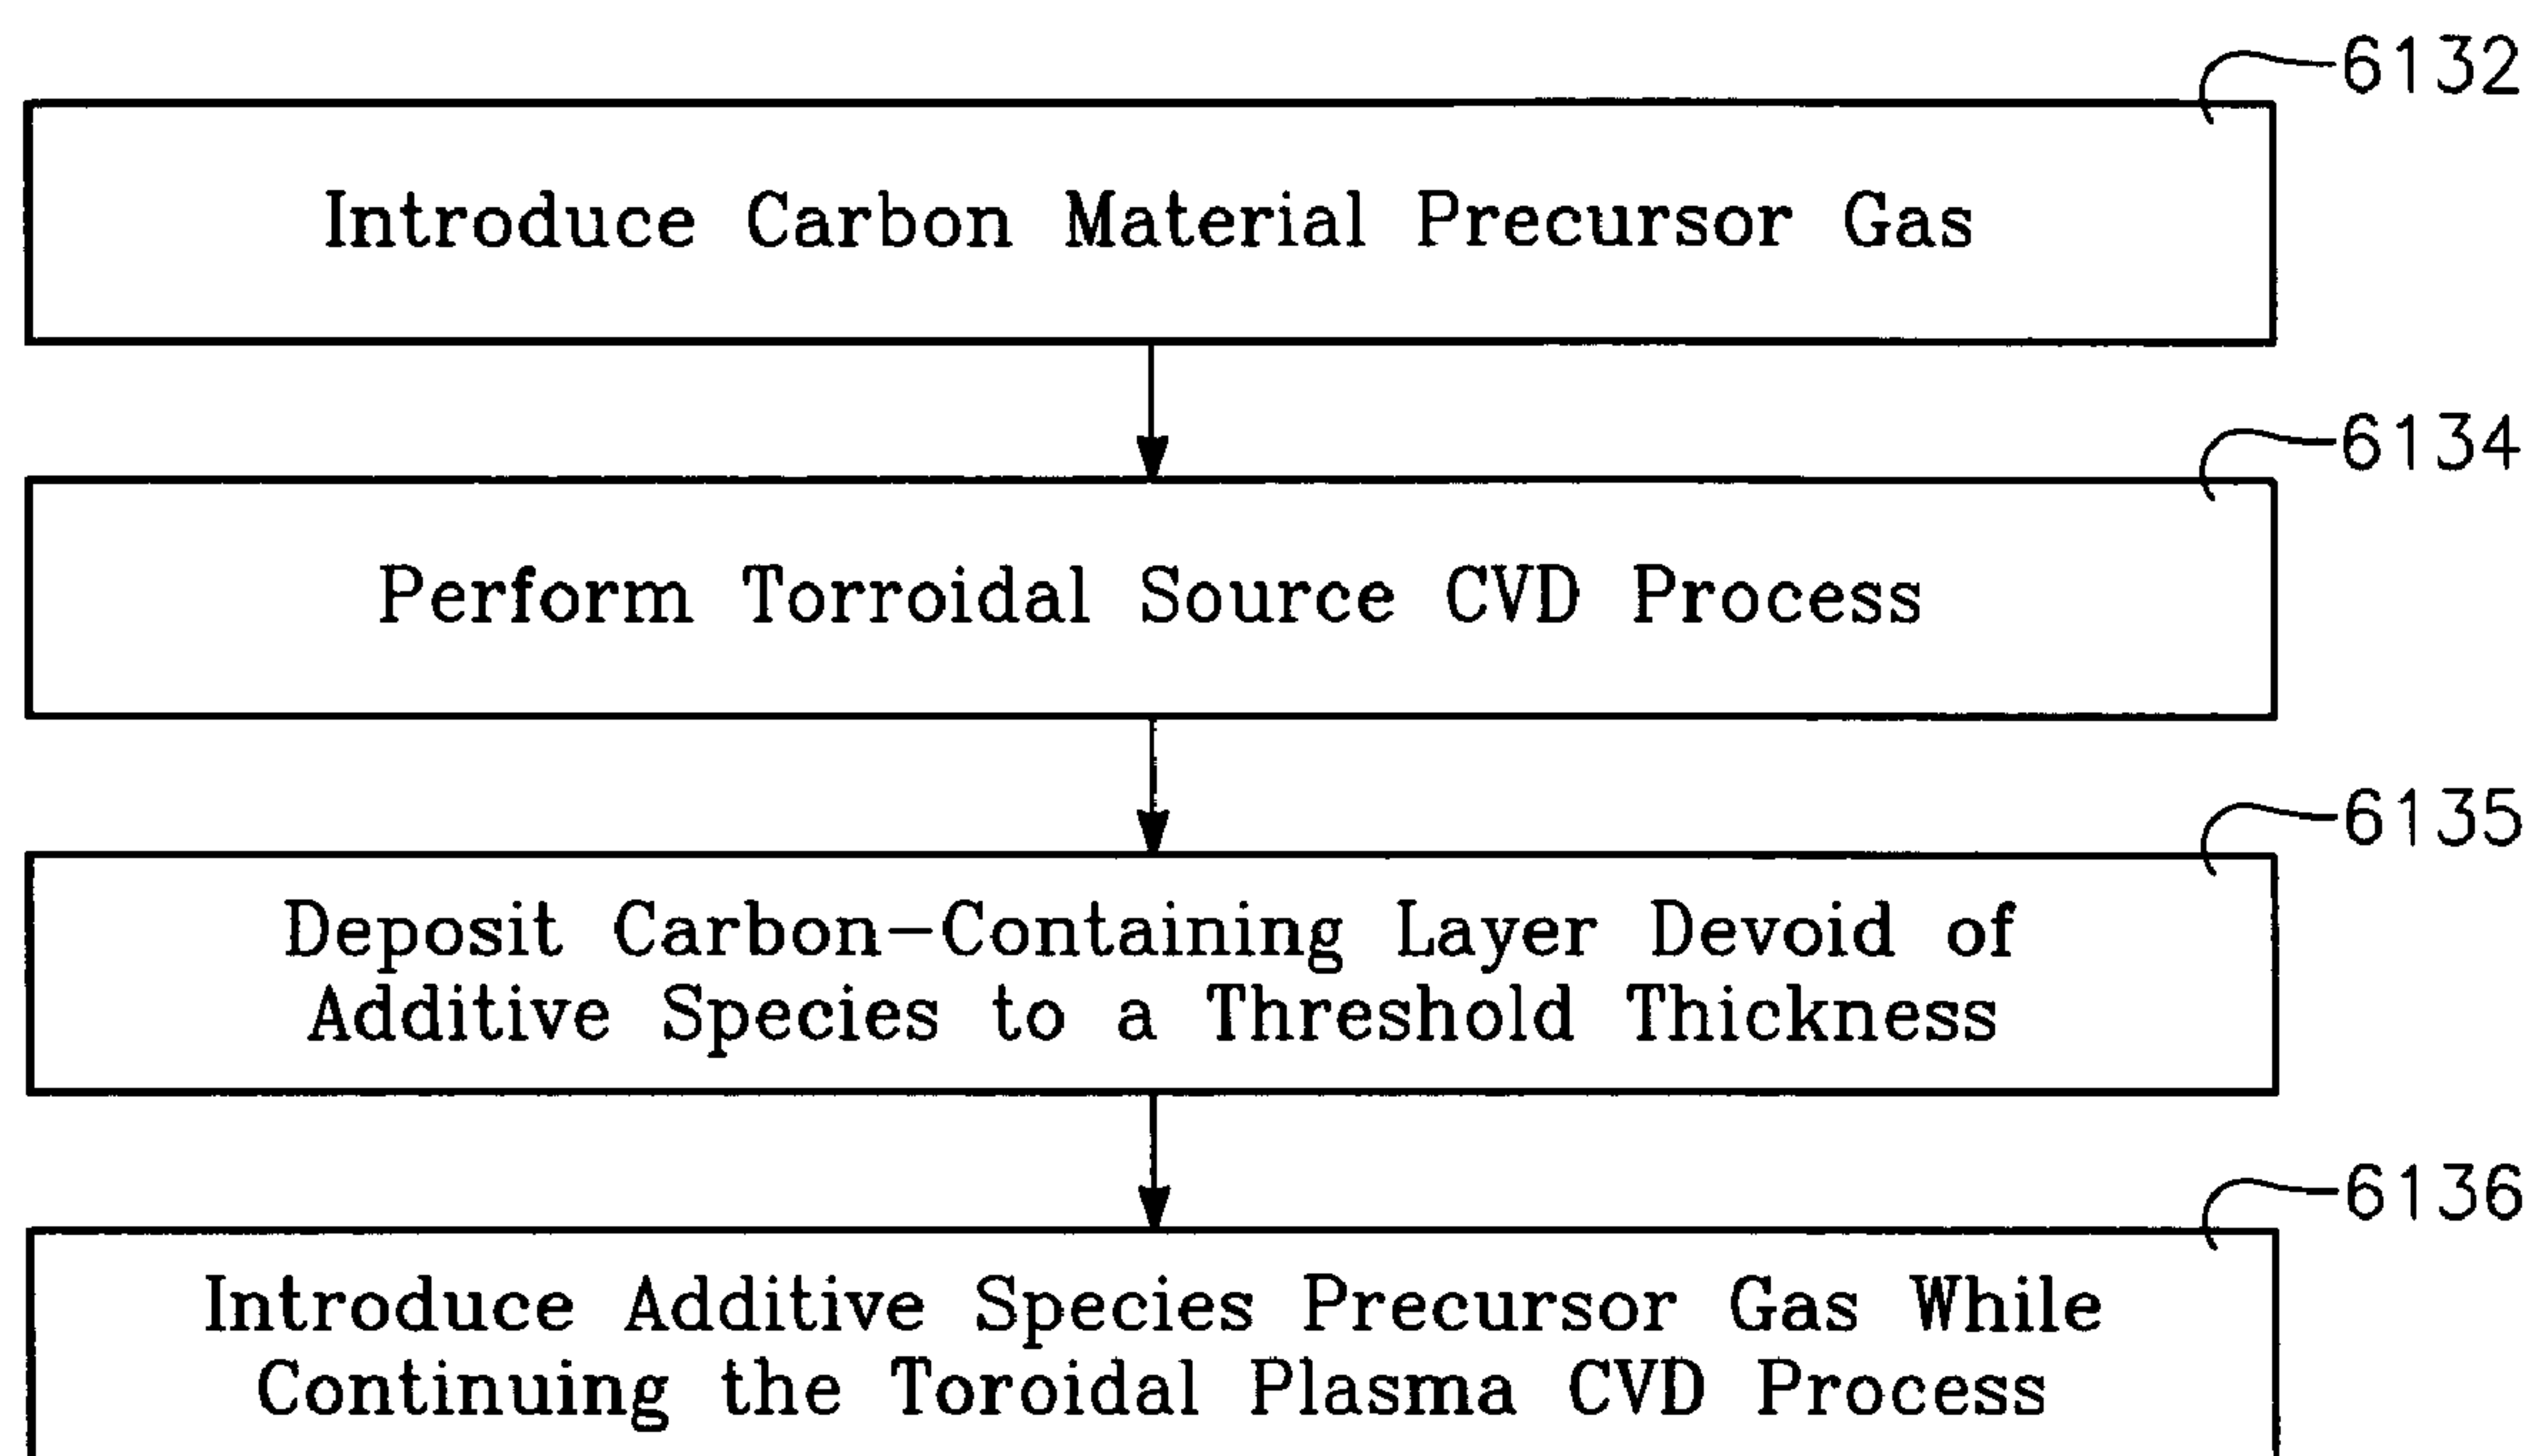 6132
Introduce Carbon Material Precursor Gas
6134
Perform Torroidal Source CVD Process
6135
Deposit Carbon-Containing Layer Devoid of
Additive Species to a Threshold Thickness
6136
Introduce Additive Species Precursor Gas While
Continuing the Toroidal Plasma CVD Process